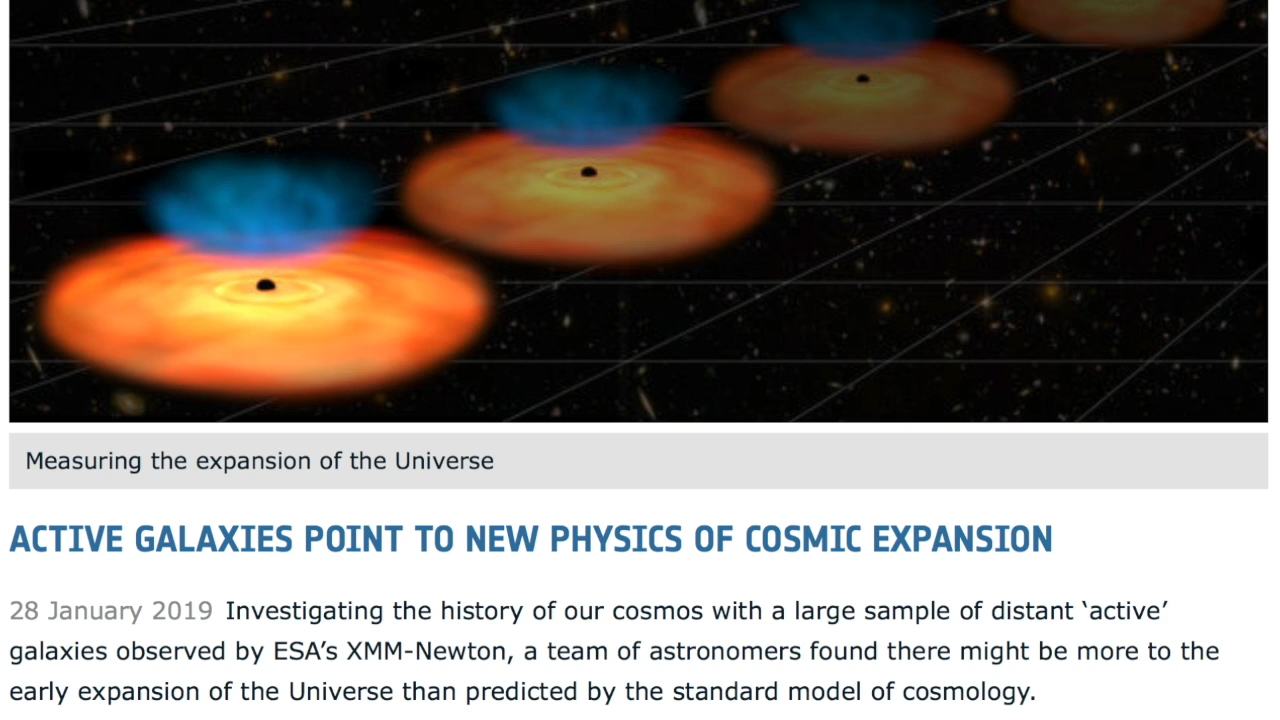 Measuring the expansion of the Universe
ACTIVE GALAXIES POINT TO NEW PHYSICS OF COSMIC EXPANSION
28 January 2019 Investigating the history of our cosmos with a large sample of distant ‘active’
galaxies observed by ESA’s XMM-Newton, a team of astronomers found there might be more to the
early expansion of the Universe than predicted by the standard model of cosmology.